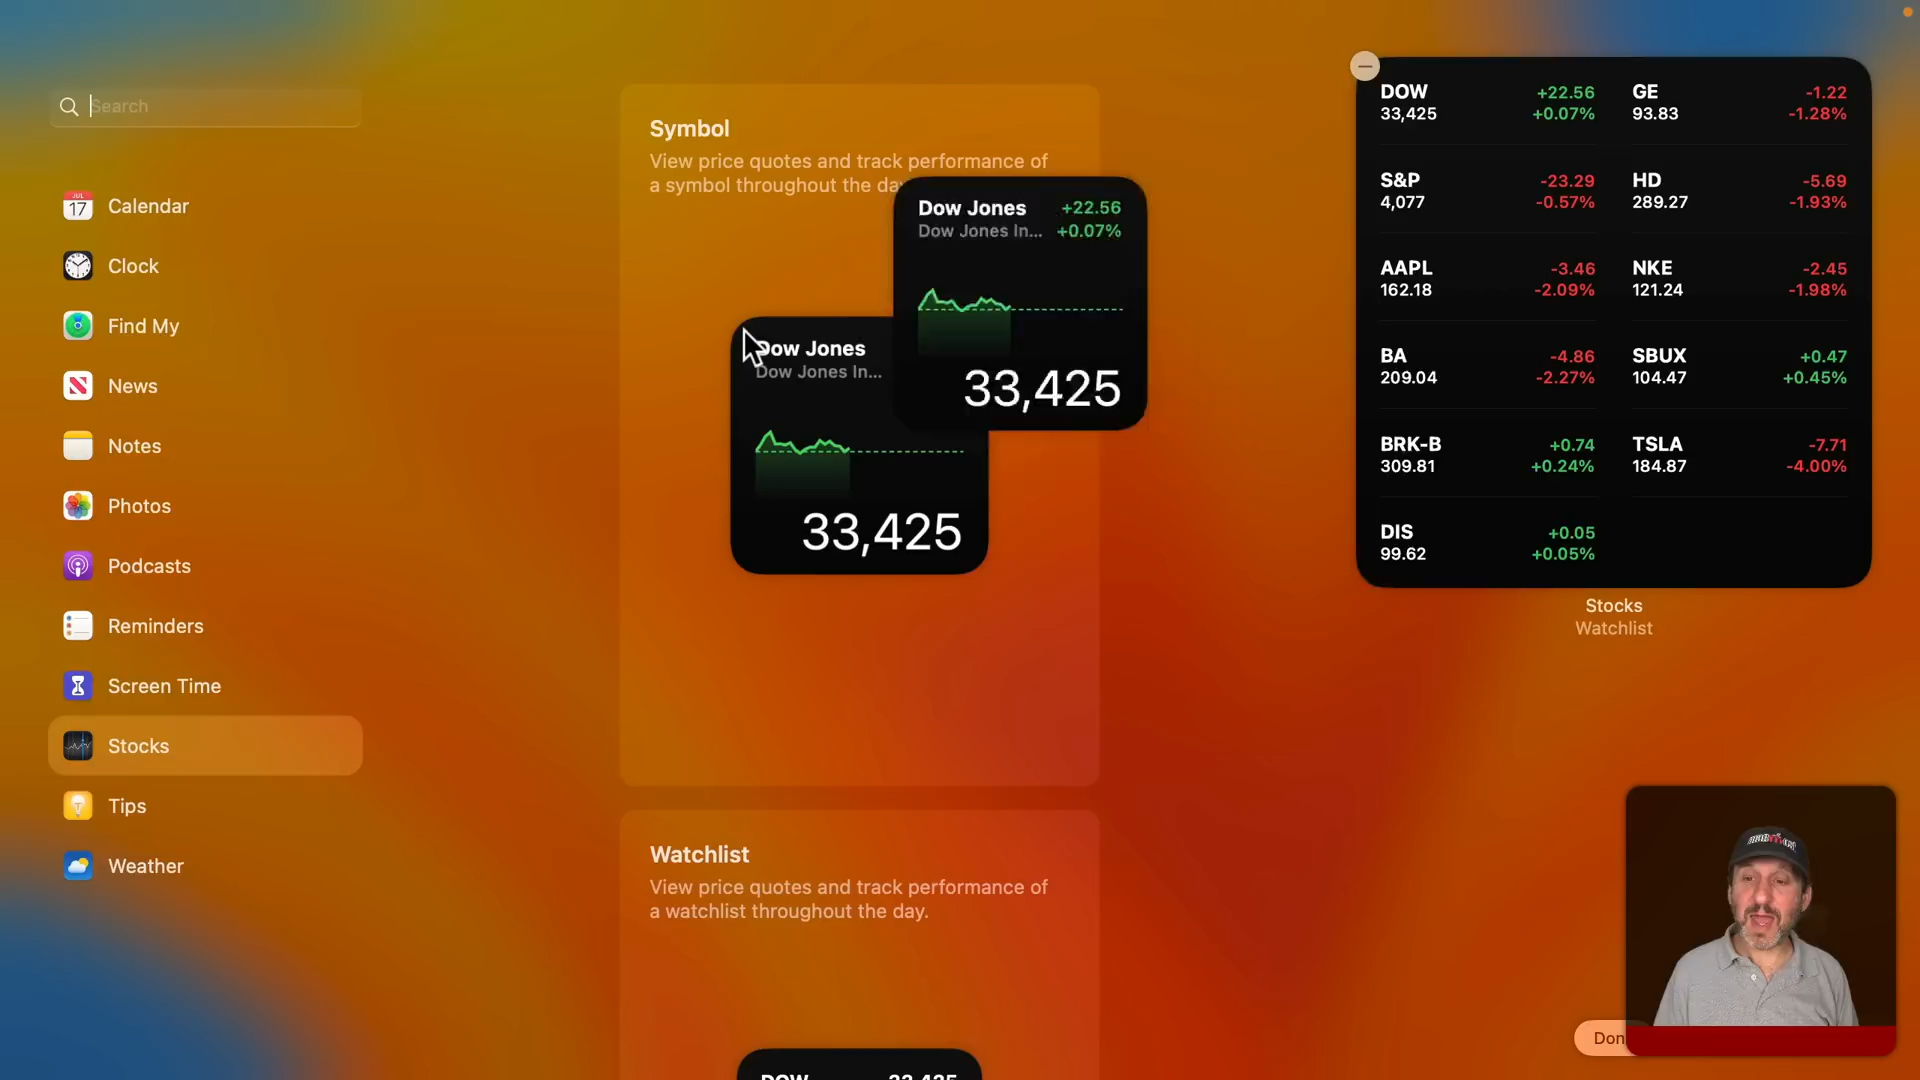 Search
JUL
17
Calendar
Clock
Find My
News
Notes
Photos
Podcasts
Reminders
Screen Time
Stocks
Tips
Weather
Symbol
View price quotes and track performance of
a symbol throughout the day
Dow Jones +22.56
Dow Jones In... +0.07%
33,425
Dow Jones
Dow Jones In...
33,425
Watchlist
View price quotes and track performance of
a watchlist throughout the day.
DOW 33,425
DOW +22.56
33,425 +0.07%
S&P -23.29
4,077 -0.57%
AAPL -3.46
162.18 -2.09%
BA -4.86
209.04 -2.27%
BRK-B +0.74
309.81 +0.24%
DIS +0.05
99.62 +0.05%
GE -1.22
93.83 -1.28%
HD -5.69
289.27 -1.93%
NKE -2.45
121.24 -1.98%
SBUX +0.47
104.47 +0.45%
TSLA -7.71
184.87 -4.00%
Stocks
Watchlist
Don